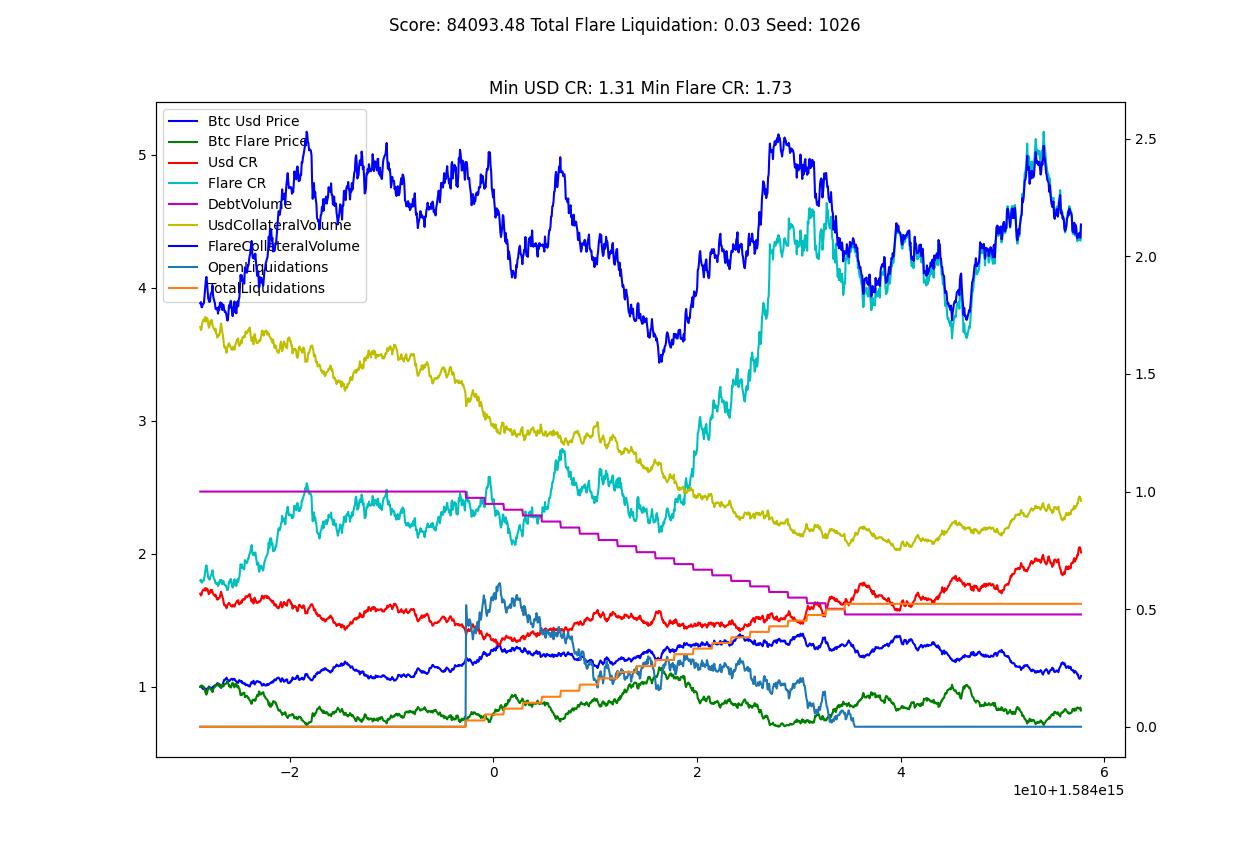 Score: 84093.48 Total Flare Liquidation: 0.03 Seed: 1026
Min USD CR: 1.31 Min Flare CR: 1.73
Btc Usd Price
Btc Flare Price
Usd CR
Flare CR
DebtVolume
UsdCollateralVolume
FlareCollateralVolume
OpenLiquidations
TotalLiquidations
5
4
3
2
1
2.5
2.0
1.5
1.0
0.5
0.0
−2
0
2
4
6
1e10+1.584e15